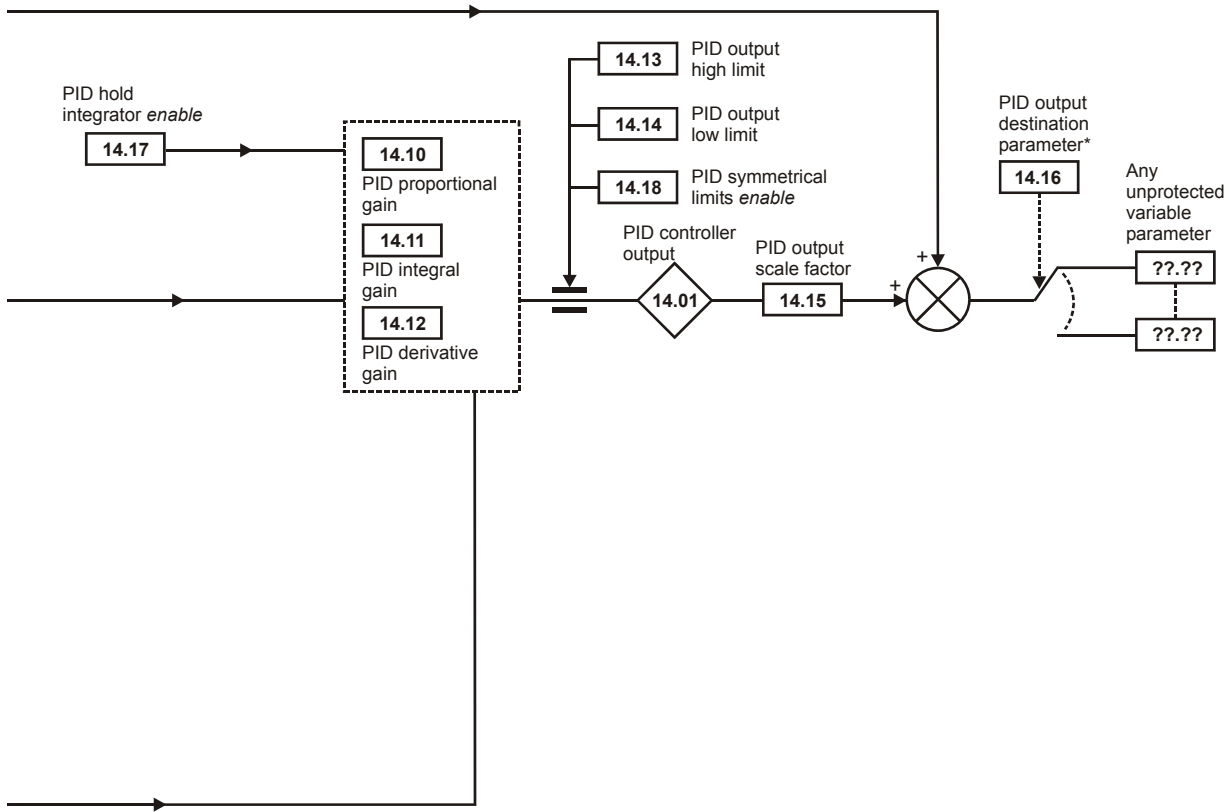 PID hold
integrator enable
14.17
14.10
PID proportional
gain
14.11
PID integral
gain
14.12
PID derivative
gain
14.13
PID output
high limit
14.14
PID output
low limit
14.18
PID symmetrical
limits enable
PID controller
output
14.01
PID output
scale factor
14.15
+
+
PID output
destination
parameter*
14.16
Any
unprotected
variable
parameter
??.??
??.??